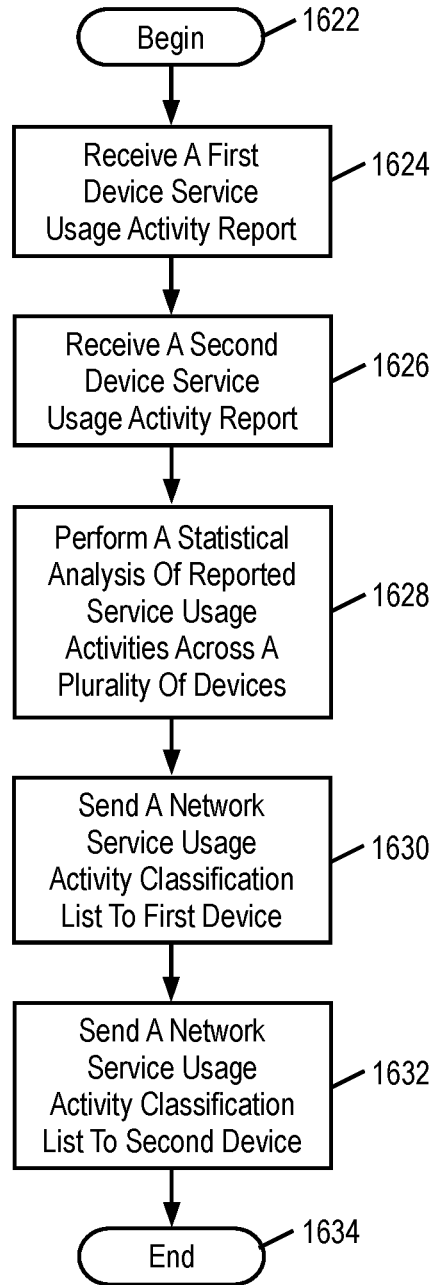 Begin
1622
Receive A First
Device Service
Usage Activity Report
1624
Receive A Second
Device Service
Usage Activity Report
1626
Perform A Statistical
Analysis Of Reported
Service Usage
Activities Across A
Plurality Of Devices
1628
Send A Network
Service Usage
Activity Classification
List To First Device
1630
Send A Network
Service Usage
Activity Classification
List To Second Device
1632
End
1634